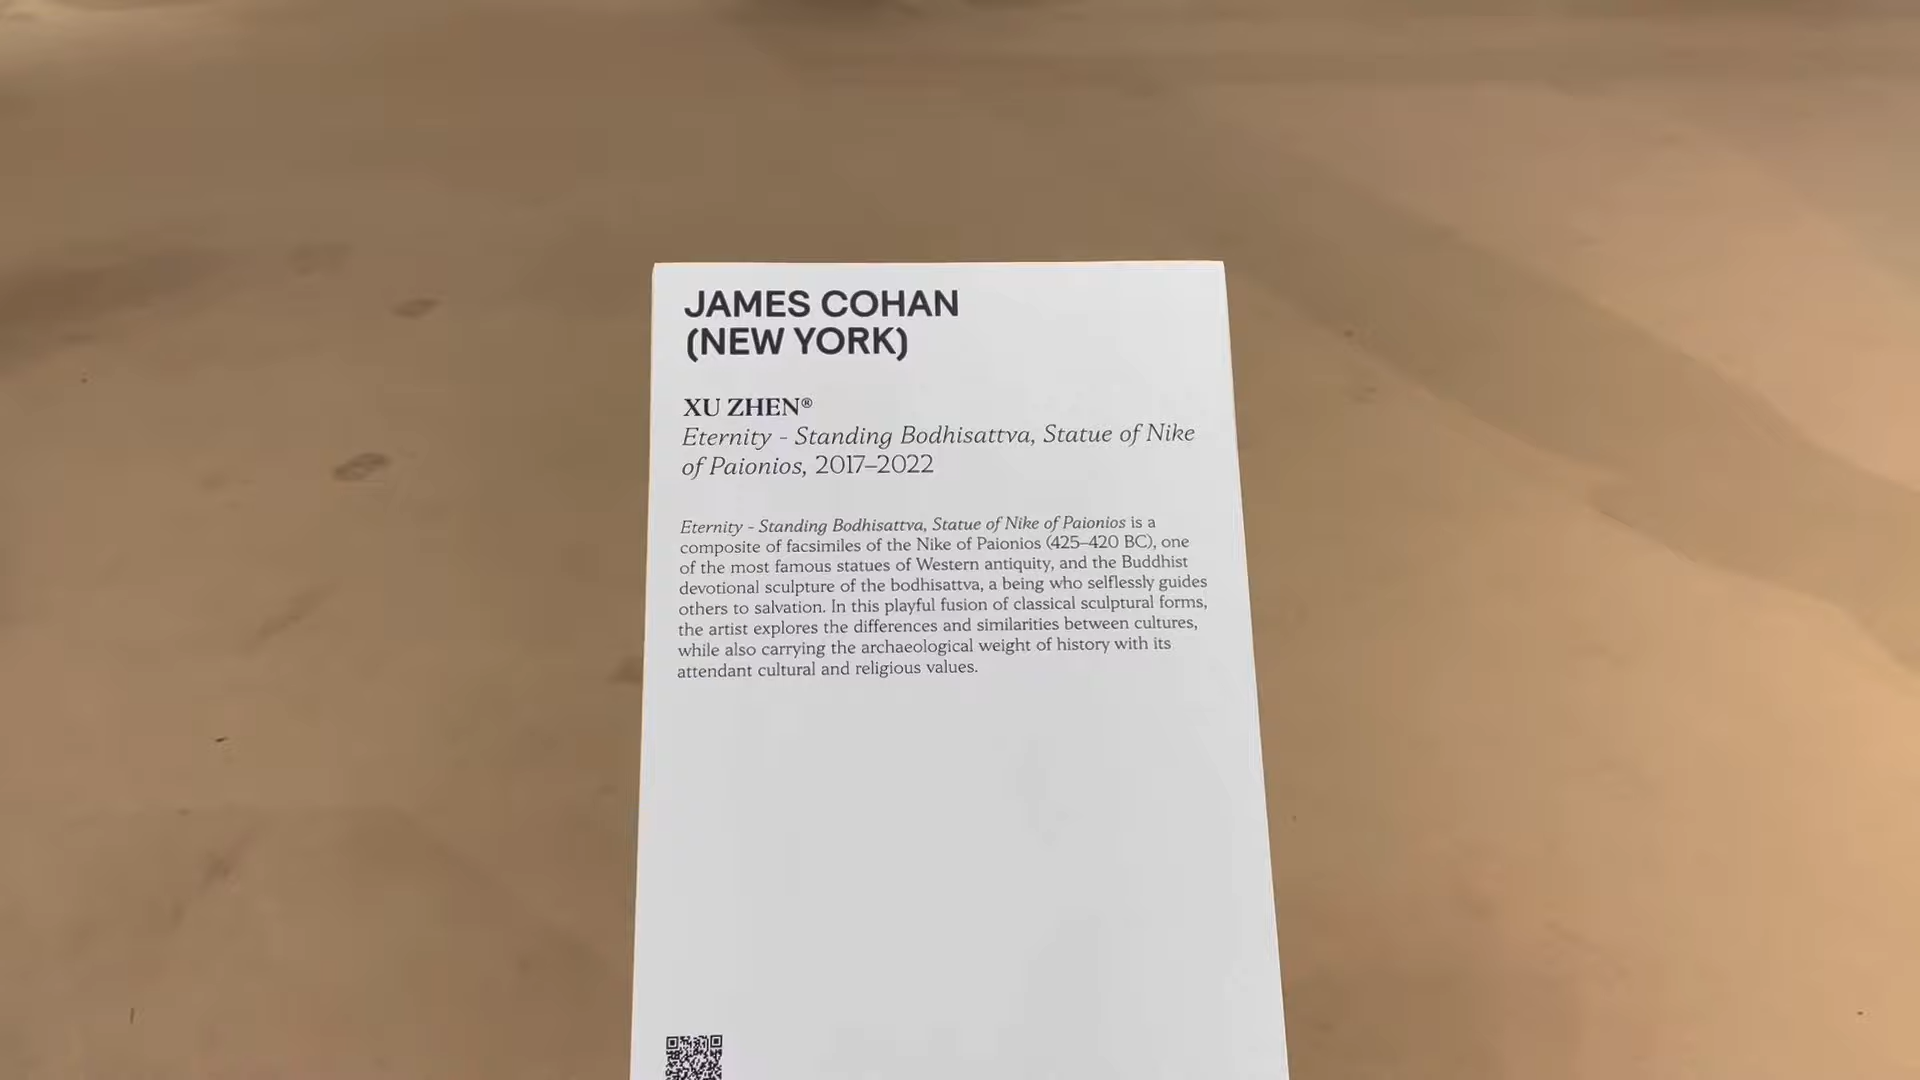 JAMES COHAN
(NEW YORK)
XU ZHEN®
Eternity - Standing Bodhisattva, Statue of Nike
of Paionios, 2017–2022
Eternity - Standing Bodhisattva, Statue of Nike of Paionios is a
composite of facsimiles of the Nike of Paionios (425–420 BC), one
of the most famous statues of Western antiquity, and the Buddhist
devotional sculpture of the bodhisattva, a being who selflessly guides
others to salvation. In this playful fusion of classical sculptural forms,
the artist explores the differences and similarities between cultures,
while also carrying the archaeological weight of history with its
attendant cultural and religious values.